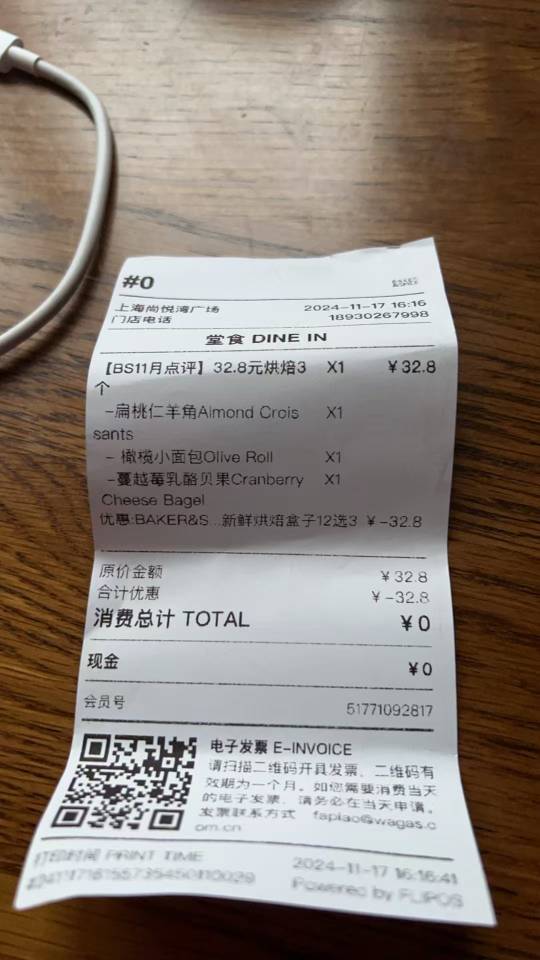 #0
上海尚悦湾广场 2024-11-17 16:16
门店电话 18930267998
堂食 DINE IN
【BS11月点评】32.8元烘焙3 X1 ￥32.8
个
-扁桃仁羊角Almond Crois X1
sants
- 橄榄小面包Olive Roll X1
-蔓越莓乳酪贝果Cranberry X1
Cheese Bagel
优惠:BAKER&S...新鲜烘焙盒子12选3 ￥-32.8
原价金额 ￥32.8
合计优惠 ￥-32.8
消费总计 TOTAL ￥0
现金 ￥0
会员号 51771092817
电子发票 E-INVOICE
请扫描二维码开具发票，二维码有
效期为一个月。如您需要消费当天
的电子发票，请务必在当天申请。
发票联系方式 fapiao@wagas.c
om.cn
打印时间 PRINT TIME 2024-11-17 16:16:41
Powered by FLIPOS